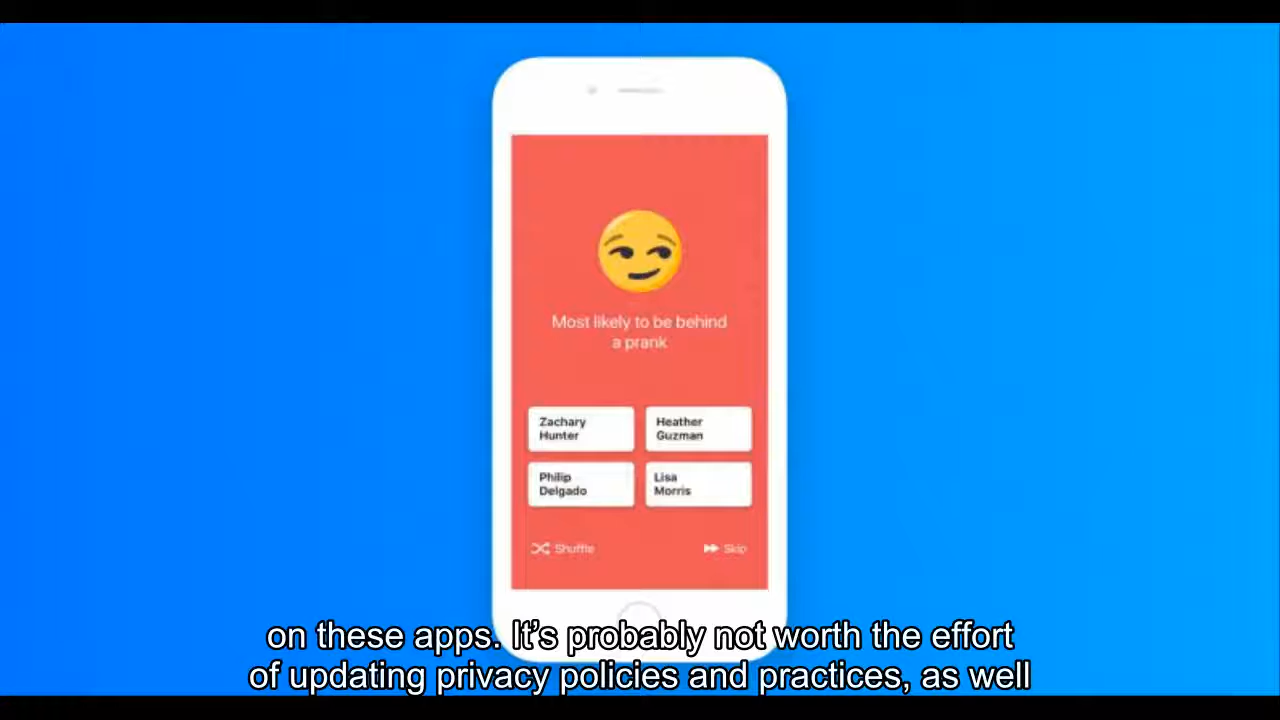 Most likely to be behind
a prank
Zachary
Hunter
Heather
Guzman
Philip
Delgado
Lisa
Morris
Shuffle
Skip
on these apps. It’s probably not worth the effort
of updating privacy policies and practices, as well